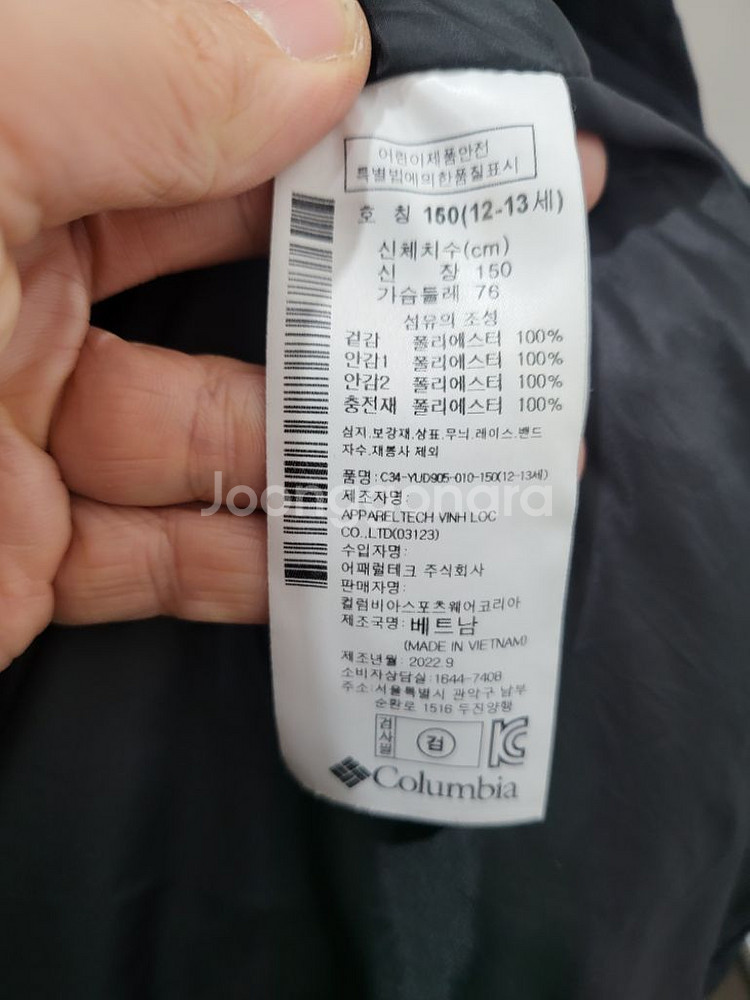 어린이제품안전
특별법에의한품질표시
호 칭 150(12-13세)
신체치수(cm)
신 장 150
가슴둘레 76
섬유의 조성
겉감 폴리에스터 100%
안감1 폴리에스터 100%
안감2 폴리에스터 100%
충전재 폴리에스터 100%
심지.보강재.상표.무늬.레이스.밴드
자수.재봉사 제외
품명:C34-YUD905-010-150(12-13세)
제조자명:
APPARELTECH VINH LOC
CO.,LTD(03123)
수입자명:
어패럴테크 주식회사
판매자명:
컬럼비아스포츠웨어코리아
제조국명:베트남
(MADE IN VIETNAM)
제조년월:2022.9
소비자상담실:1644-7408
주소:서울특별시 관악구 남부
순환로 1516 두진양행
검사필
검
KC
Columbia
Joongonara